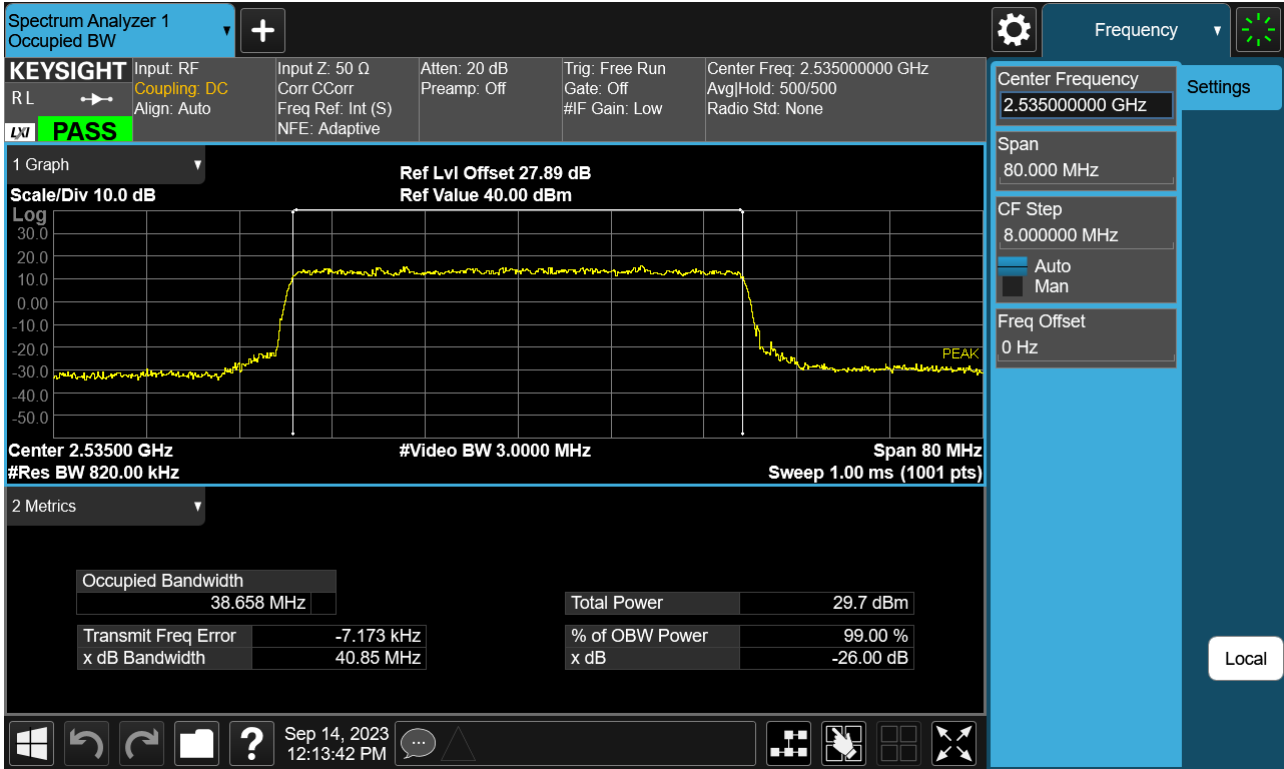 Spectrum Analyzer 1
Occupied BW
Frequency
KEYSIGHT
R L
LXI
PASS
Input: RF
Coupling: DC
Align: Auto
Input Z: 50 Ω
Corr CCorr
Freq Ref: Int (S)
NFE: Adaptive
Atten: 20 dB
Preamp: Off
Trig: Free Run
Gate: Off
#IF Gain: Low
Center Freq: 2.535000000 GHz
Avg|Hold: 500/500
Radio Std: None
Center Frequency
2.535000000 GHz
Settings
Span
80.000 MHz
CF Step
8.000000 MHz
Auto
Man
Freq Offset
0 Hz
Local
1 Graph
Scale/Div 10.0 dB
Ref Lvl Offset 27.89 dB
Ref Value 40.00 dBm
Log
30.0
20.0
10.0
0.00
-10.0
-20.0
-30.0
-40.0
-50.0
PEAK
Center 2.53500 GHz
#Video BW 3.0000 MHz
Span 80 MHz
#Res BW 820.00 kHz
Sweep 1.00 ms (1001 pts)
2 Metrics
Occupied Bandwidth
38.658 MHz
Total Power 29.7 dBm
Transmit Freq Error -7.173 kHz
% of OBW Power 99.00 %
x dB Bandwidth 40.85 MHz
x dB -26.00 dB
?
Sep 14, 2023
12:13:42 PM